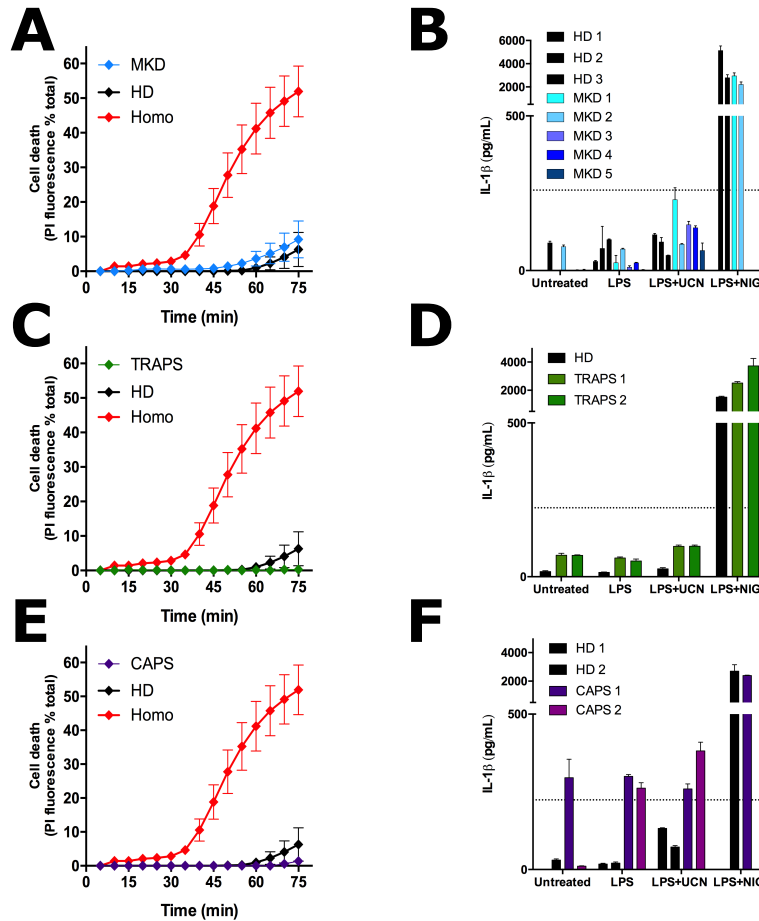 A
MKD
HD
Homo
Cell death
(PI fluorescence % total)
60
50
40
30
20
10
0
0
15
30
45
60
75
Time (min)
B
HD 1
HD 2
HD 3
MKD 1
MKD 2
MKD 3
MKD 4
MKD 5
IL-1β (pg/mL)
6000
4000
2000
500
0
Untreated
LPS
LPS+UCN
LPS+NIG
C
TRAPS
HD
Homo
Cell death
(PI fluorescence % total)
60
50
40
30
20
10
0
0
15
30
45
60
75
Time (min)
D
HD
TRAPS 1
TRAPS 2
IL-1β (pg/mL)
4000
2000
500
0
Untreated
LPS
LPS+UCN
LPS+NIG
E
CAPS
HD
Homo
Cell death
(PI fluorescence % total)
60
50
40
30
20
10
0
0
15
30
45
60
75
Time (min)
F
HD 1
HD 2
CAPS 1
CAPS 2
IL-1β (pg/mL)
4000
2000
500
0
Untreated
LPS
LPS+UCN
LPS+NIG